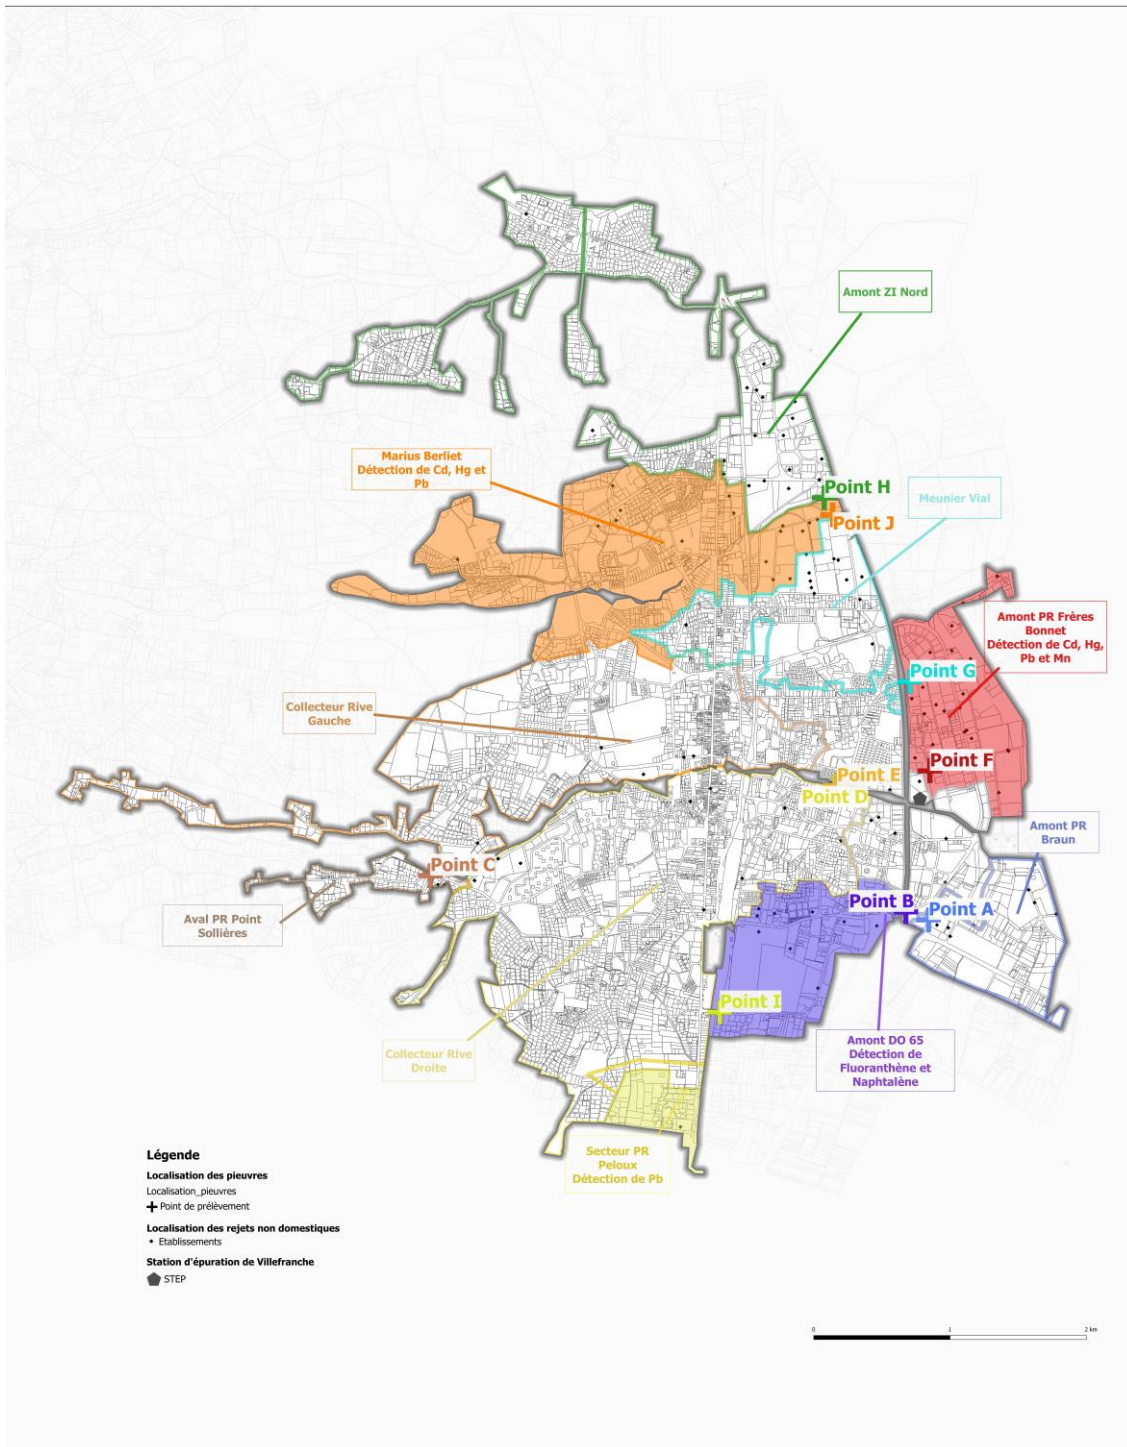 Amont ZI Nord
Marius Berliet
Détection de Cd, Hg et
Pb
Point H
Meunier Vial
Point J
Amont PR Frères
Bonnet
Détection de Cd, Hg,
Pb et Mn
Point G
Collecteur Rive
Gauche
Point F
Point E
Point D
Amont PR
Braun
Point C
Point B
Point A
Aval PR Point
Sollières
Point I
Collecteur Rive
Droite
Amont DO 65
Détection de
Fluoranthène et
Naphtalène
Secteur PR
Peloux
Détection de Pb
Légende
Localisation des pieuvres
Localisation_pieuvres
Point de prélèvement
Localisation des rejets non domestiques
Etablissements
Station d'épuration de Villefranche
STEP
0 1 2 km